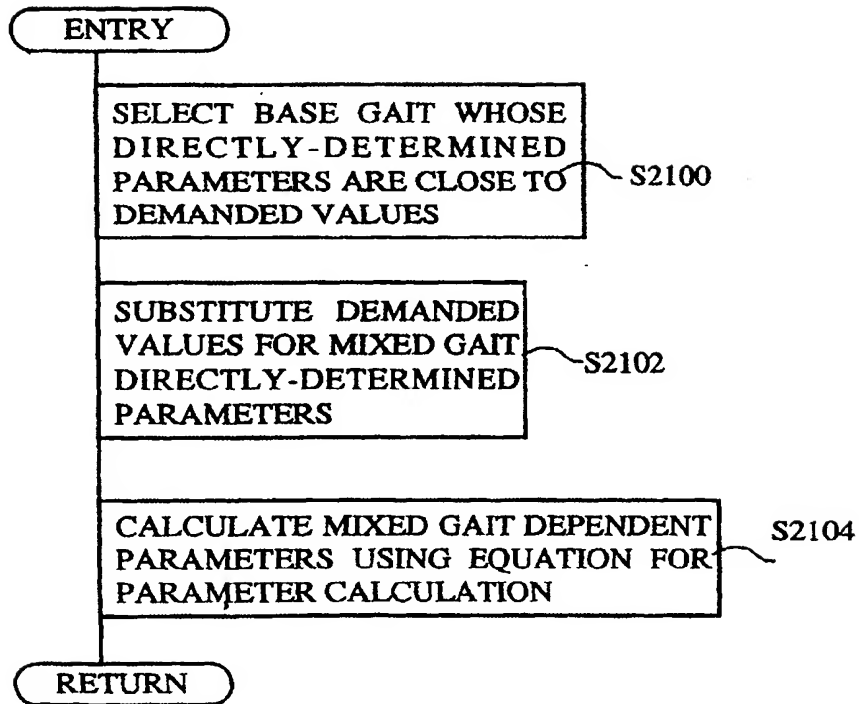 ENTRY
SELECT BASE GAIT WHOSE
DIRECTLY-DETERMINED
PARAMETERS ARE CLOSE TO
DEMANDED VALUES
S2100
SUBSTITUTE DEMANDED
VALUES FOR MIXED GAIT
DIRECTLY-DETERMINED
PARAMETERS
S2102
CALCULATE MIXED GAIT DEPENDENT
PARAMETERS USING EQUATION FOR
PARAMETER CALCULATION
S2104
RETURN